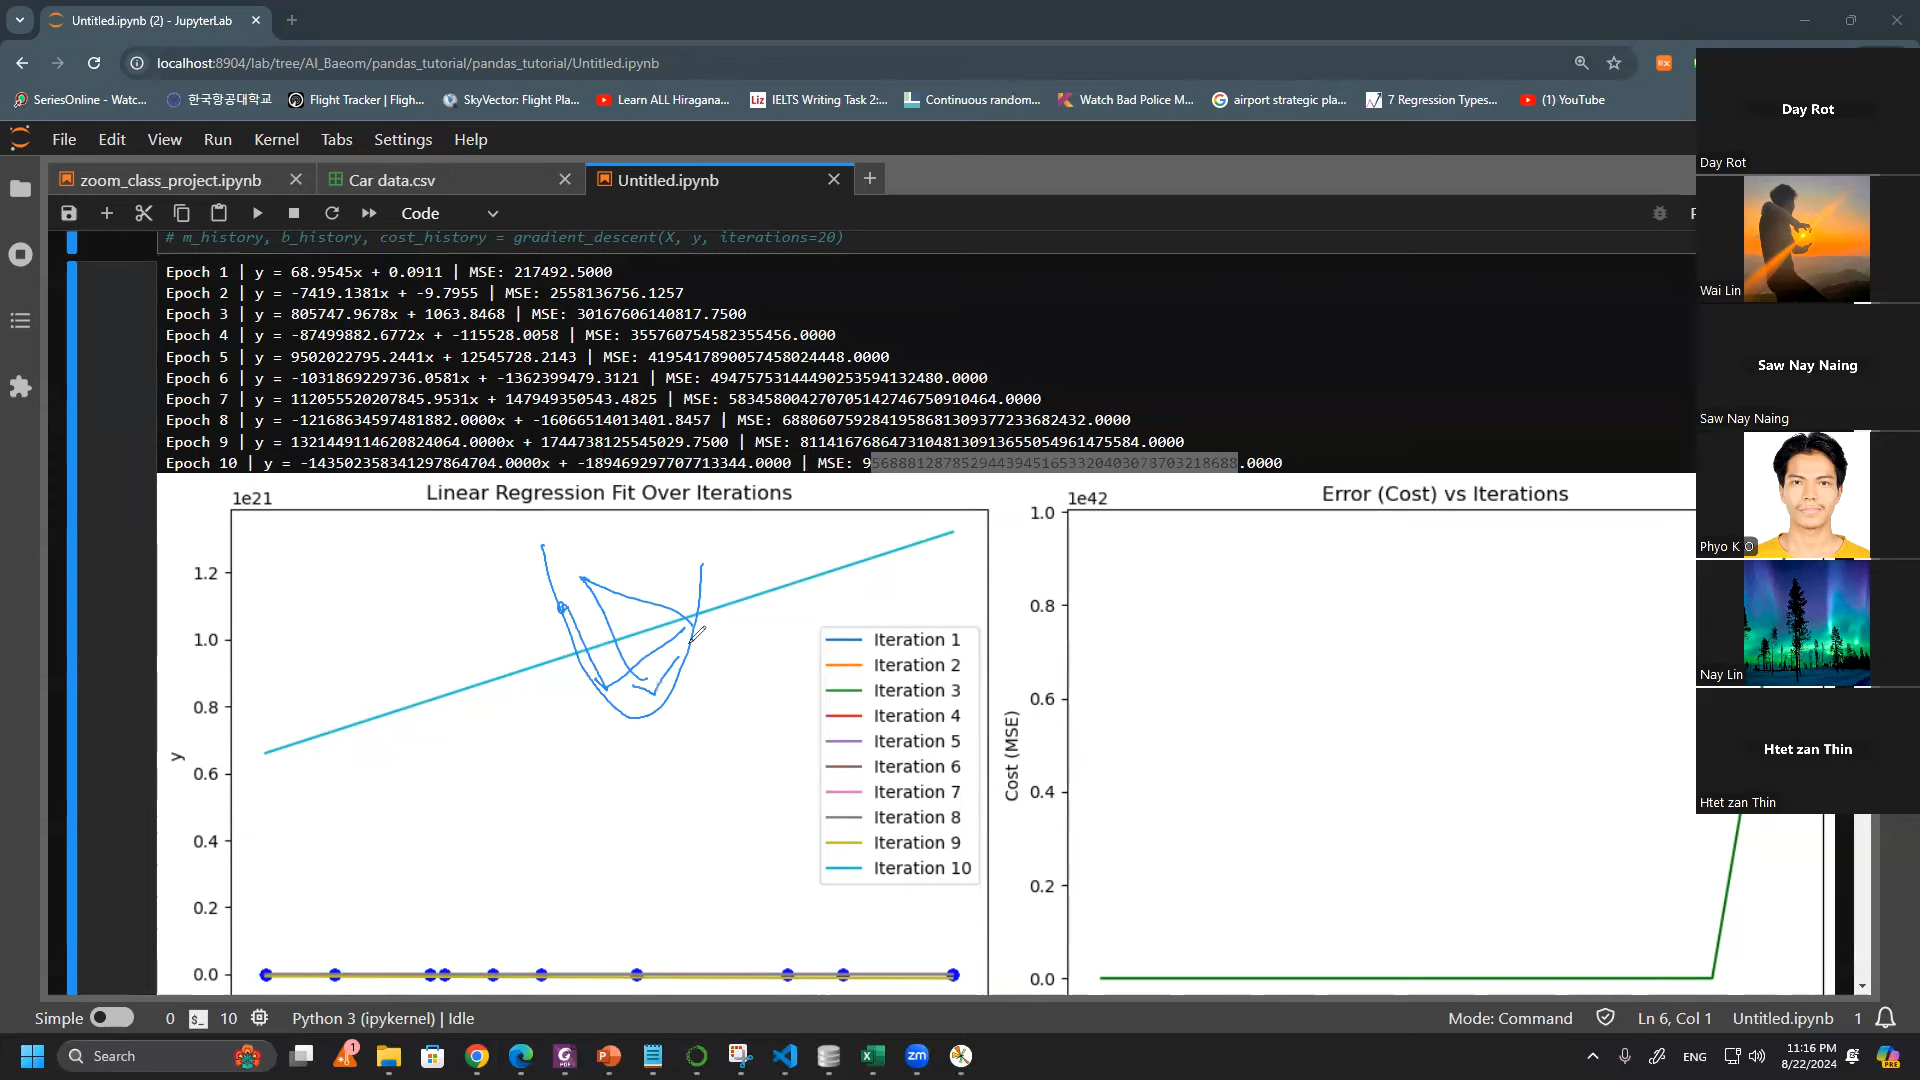 Untitled.ipynb (2) - JupyterLab
localhost:8904/lab/tree/AI_Baeom/pandas_tutorial/pandas_tutorial/Untitled.ipynb
SeriesOnline - Watc...
한국항공대학교
Flight Tracker | Fligh...
SkyVector: Flight Pla...
Learn ALL Hiragana...
Liz IELTS Writing Task 2:...
Continuous random...
Watch Bad Police M...
airport strategic pla...
7 Regression Types...
(1) YouTube
File Edit View Run Kernel Tabs Settings Help
zoom_class_project.ipynb
Car data.csv
Untitled.ipynb
Code
# m_history, b_history, cost_history = gradient_descent(X, y, iterations=20)
Epoch 1 | y = 68.9545x + 0.0911 | MSE: 217492.5000
Epoch 2 | y = -7419.1381x + -9.7955 | MSE: 2558136756.1257
Epoch 3 | y = 805747.9678x + 1063.8468 | MSE: 30167606140817.7500
Epoch 4 | y = -87499882.6772x + -115528.0058 | MSE: 355760754582355456.0000
Epoch 5 | y = 9502022795.2441x + 12545728.2143 | MSE: 4195417890057458024448.0000
Epoch 6 | y = -1031869229736.0581x + -1362399479.3121 | MSE: 49475753144490253594132480.0000
Epoch 7 | y = 112055520207845.9531x + 147949350543.4825 | MSE: 583458004270705142746750910464.0000
Epoch 8 | y = -12168634597481882.0000x + -16066514013401.8457 | MSE: 6880607592841958681309377233682432.0000
Epoch 9 | y = 1321449114620824064.0000x + 1744738125545029.7500 | MSE: 81141676864731048130913655054961475584.0000
Epoch 10 | y = -143502358341297864704.0000x + -189469297707713344.0000 | MSE: 956888128785294439451653320403078703218688.0000
Linear Regression Fit Over Iterations
1e21
1.2
1.0
0.8
0.6
0.4
0.2
0.0
y
Iteration 1
Iteration 2
Iteration 3
Iteration 4
Iteration 5
Iteration 6
Iteration 7
Iteration 8
Iteration 9
Iteration 10
Error (Cost) vs Iterations
1e42
1.0
0.8
0.6
0.4
0.2
0.0
Cost (MSE)
Day Rot
Day Rot
Wai Lin
Saw Nay Naing
Saw Nay Naing
Phyo K O
Nay Lin
Htet zan Thin
Htet zan Thin
Simple 0 10 Python 3 (ipykernel) | Idle
Mode: Command Ln 6, Col 1 Untitled.ipynb 1
Search
ENG
11:16 PM
8/22/2024